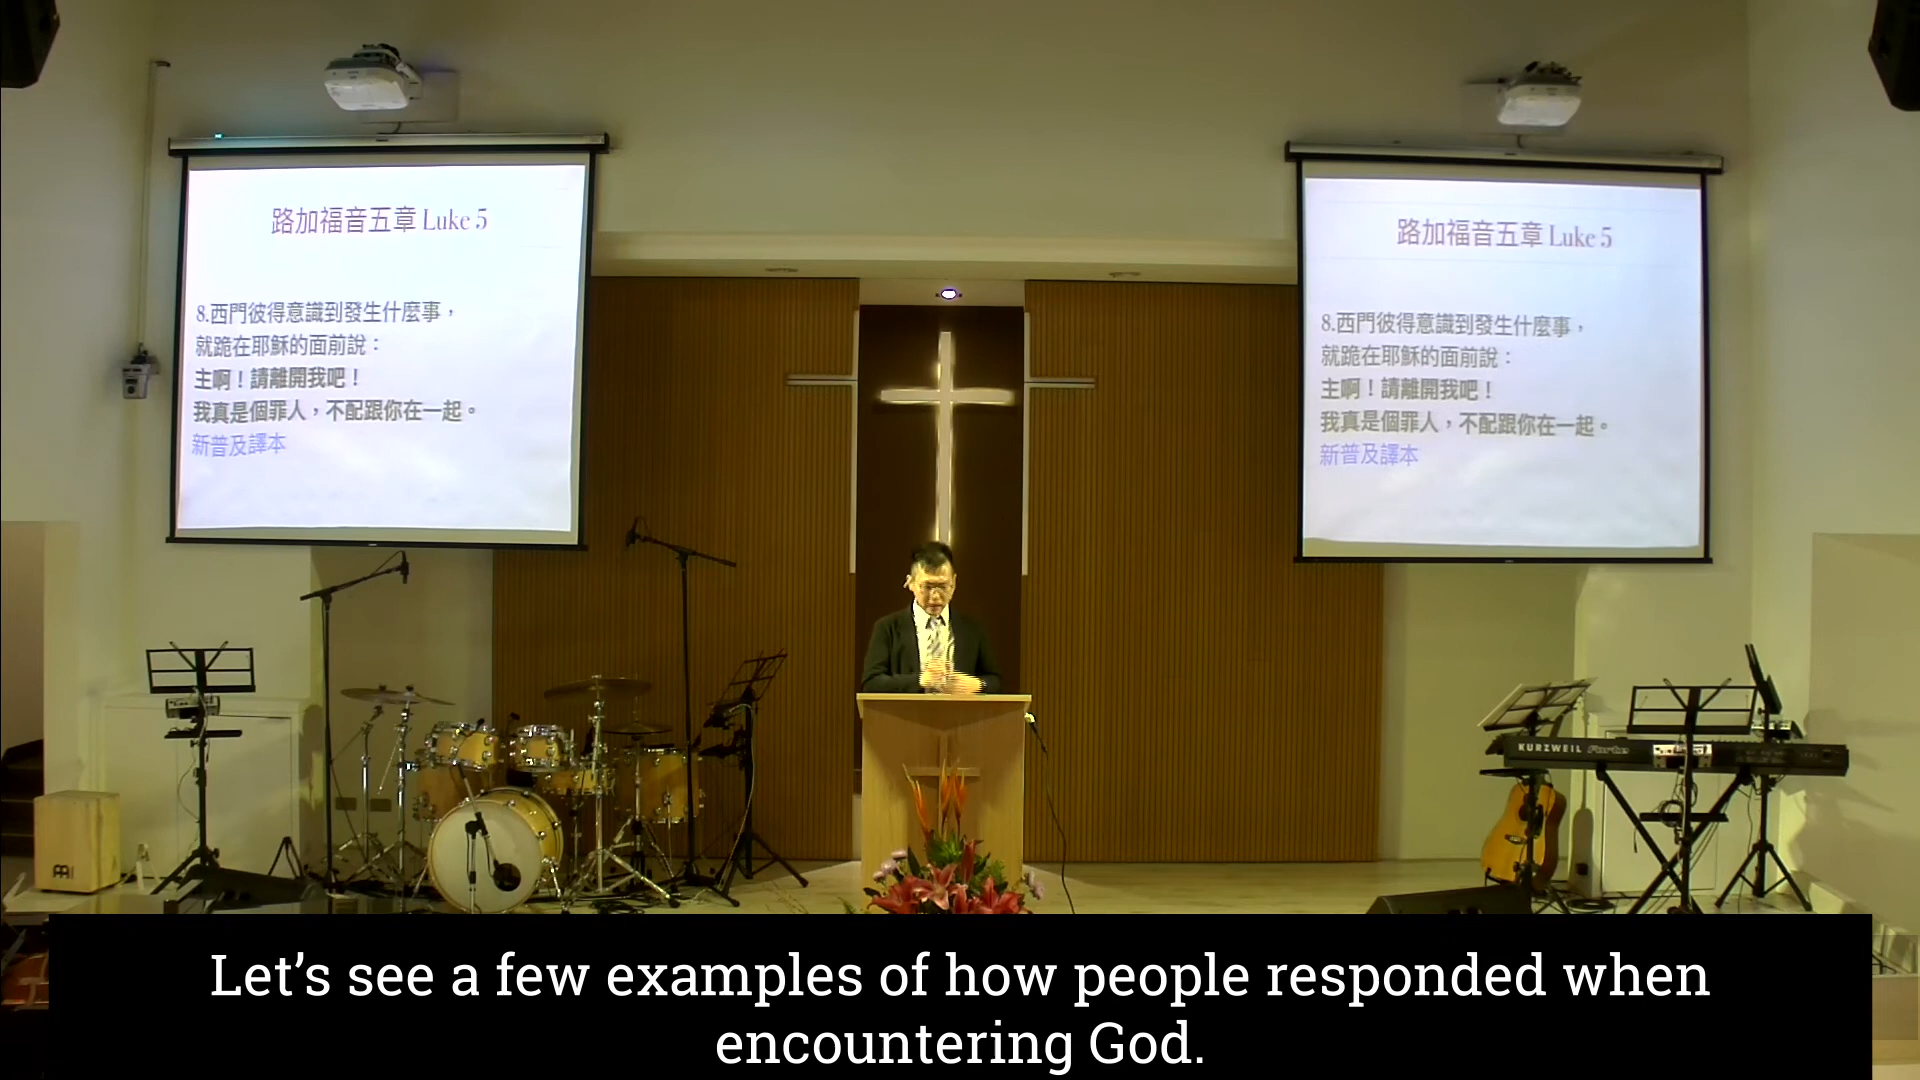 路加福音五章 Luke 5
8.西門彼得意識到發生什麼事，
就跪在耶穌的面前說：
主啊！請離開我吧！
我真是個罪人，不配跟你在一起。
新普及譯本
路加福音五章 Luke 5
8.西門彼得意識到發生什麼事，
就跪在耶穌的面前說：
主啊！請離開我吧！
我真是個罪人，不配跟你在一起。
新普及譯本
KURZWEIL Forte
Let’s see a few examples of how people responded when
encountering God.